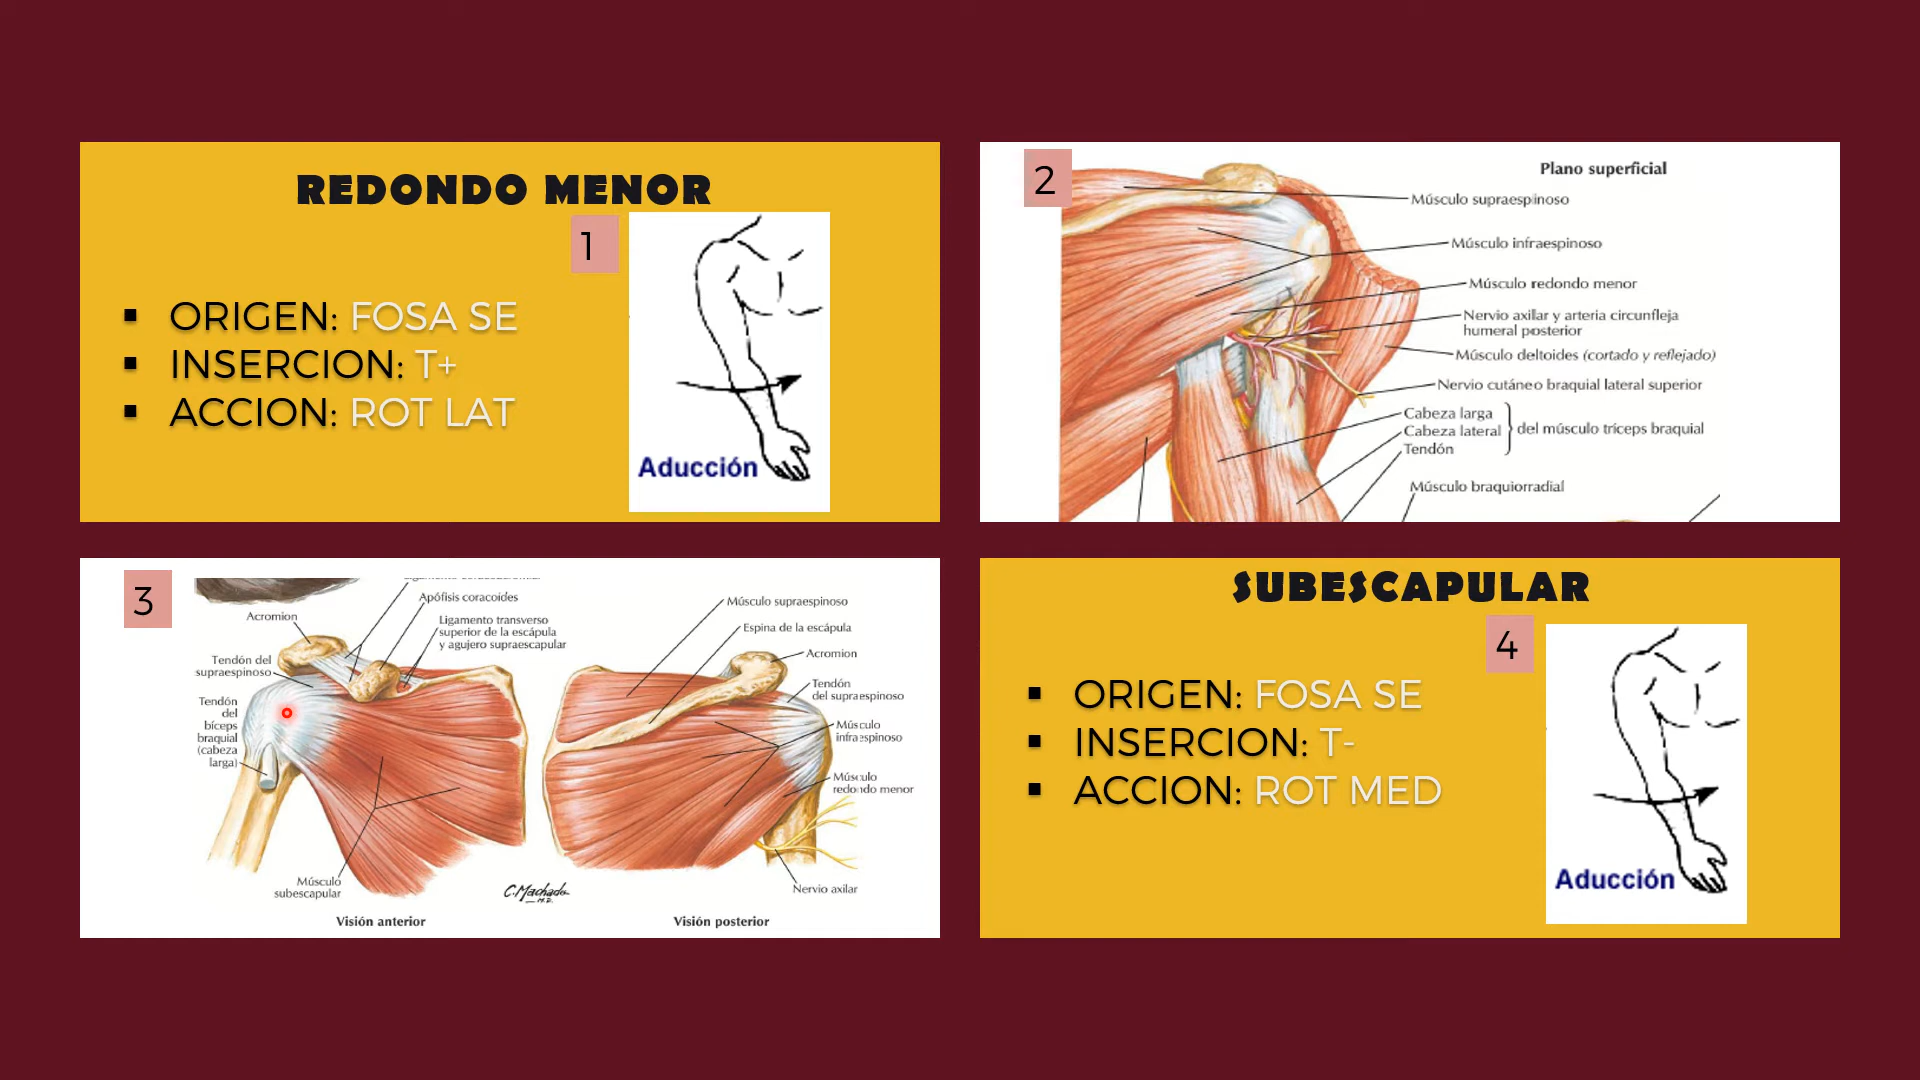 REDONDO MENOR
1
▪ ORIGEN: FOSA SE
▪ INSERCION: T+
▪ ACCION: ROT LAT
Aducción
2
Plano superficial
Músculo supraespinoso
Músculo infraespinoso
Músculo redondo menor
Nervio axilar y arteria circunfleja
humeral posterior
Músculo deltoides (cortado y reflejado)
Nervio cutáneo braquial lateral superior
Cabeza larga
Cabeza lateral
Tendón
del músculo tríceps braquial
Músculo braquiorradial
3
Apófisis coracoides
Acromion
Ligamento transverso
superior de la escápula
y agujero supraescapular
Tendón del
supraespinoso
Tendón
del
bíceps
braquial
(cabeza
larga)
Músculo
subescapular
Visión anterior
Músculo supraespinoso
Espina de la escápula
Acromion
Tendón
del supraespinoso
Músculo
infraespinoso
Músculo
redondo menor
Nervio axilar
C.Machado
M.D.
Visión posterior
SUBESCAPULAR
4
▪ ORIGEN: FOSA SE
▪ INSERCION: T-
▪ ACCION: ROT MED
Aducción